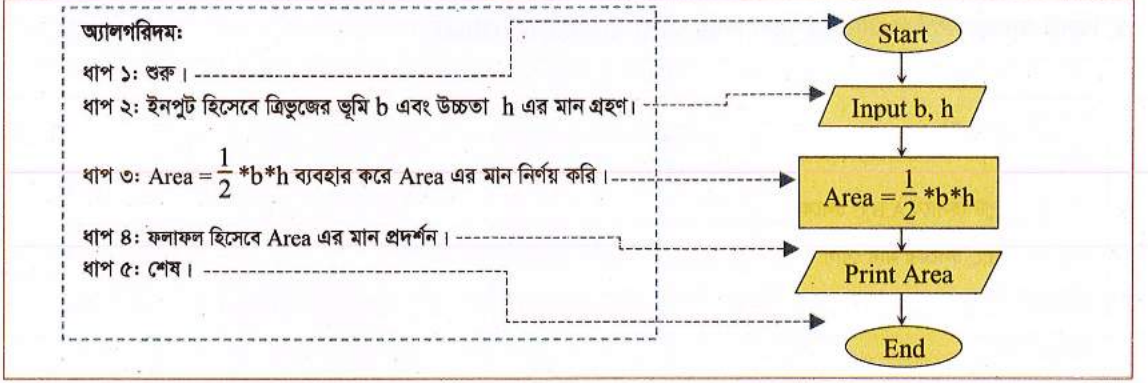 অ্যালগরিদম:
ধাপ ১: শুরু।
ধাপ ২: ইনপুট হিসেবে ত্রিভুজের ভূমি b এবং উচ্চতা h এর মান গ্রহণ।
ধাপ ৩: Area = 1/2 *b*h ব্যবহার করে Area এর মান নির্ণয় করি।
ধাপ ৪: ফলাফল হিসেবে Area এর মান প্রদর্শন।
ধাপ ৫: শেষ।
Start
Input b, h
Area = 1/2 *b*h
Print Area
End